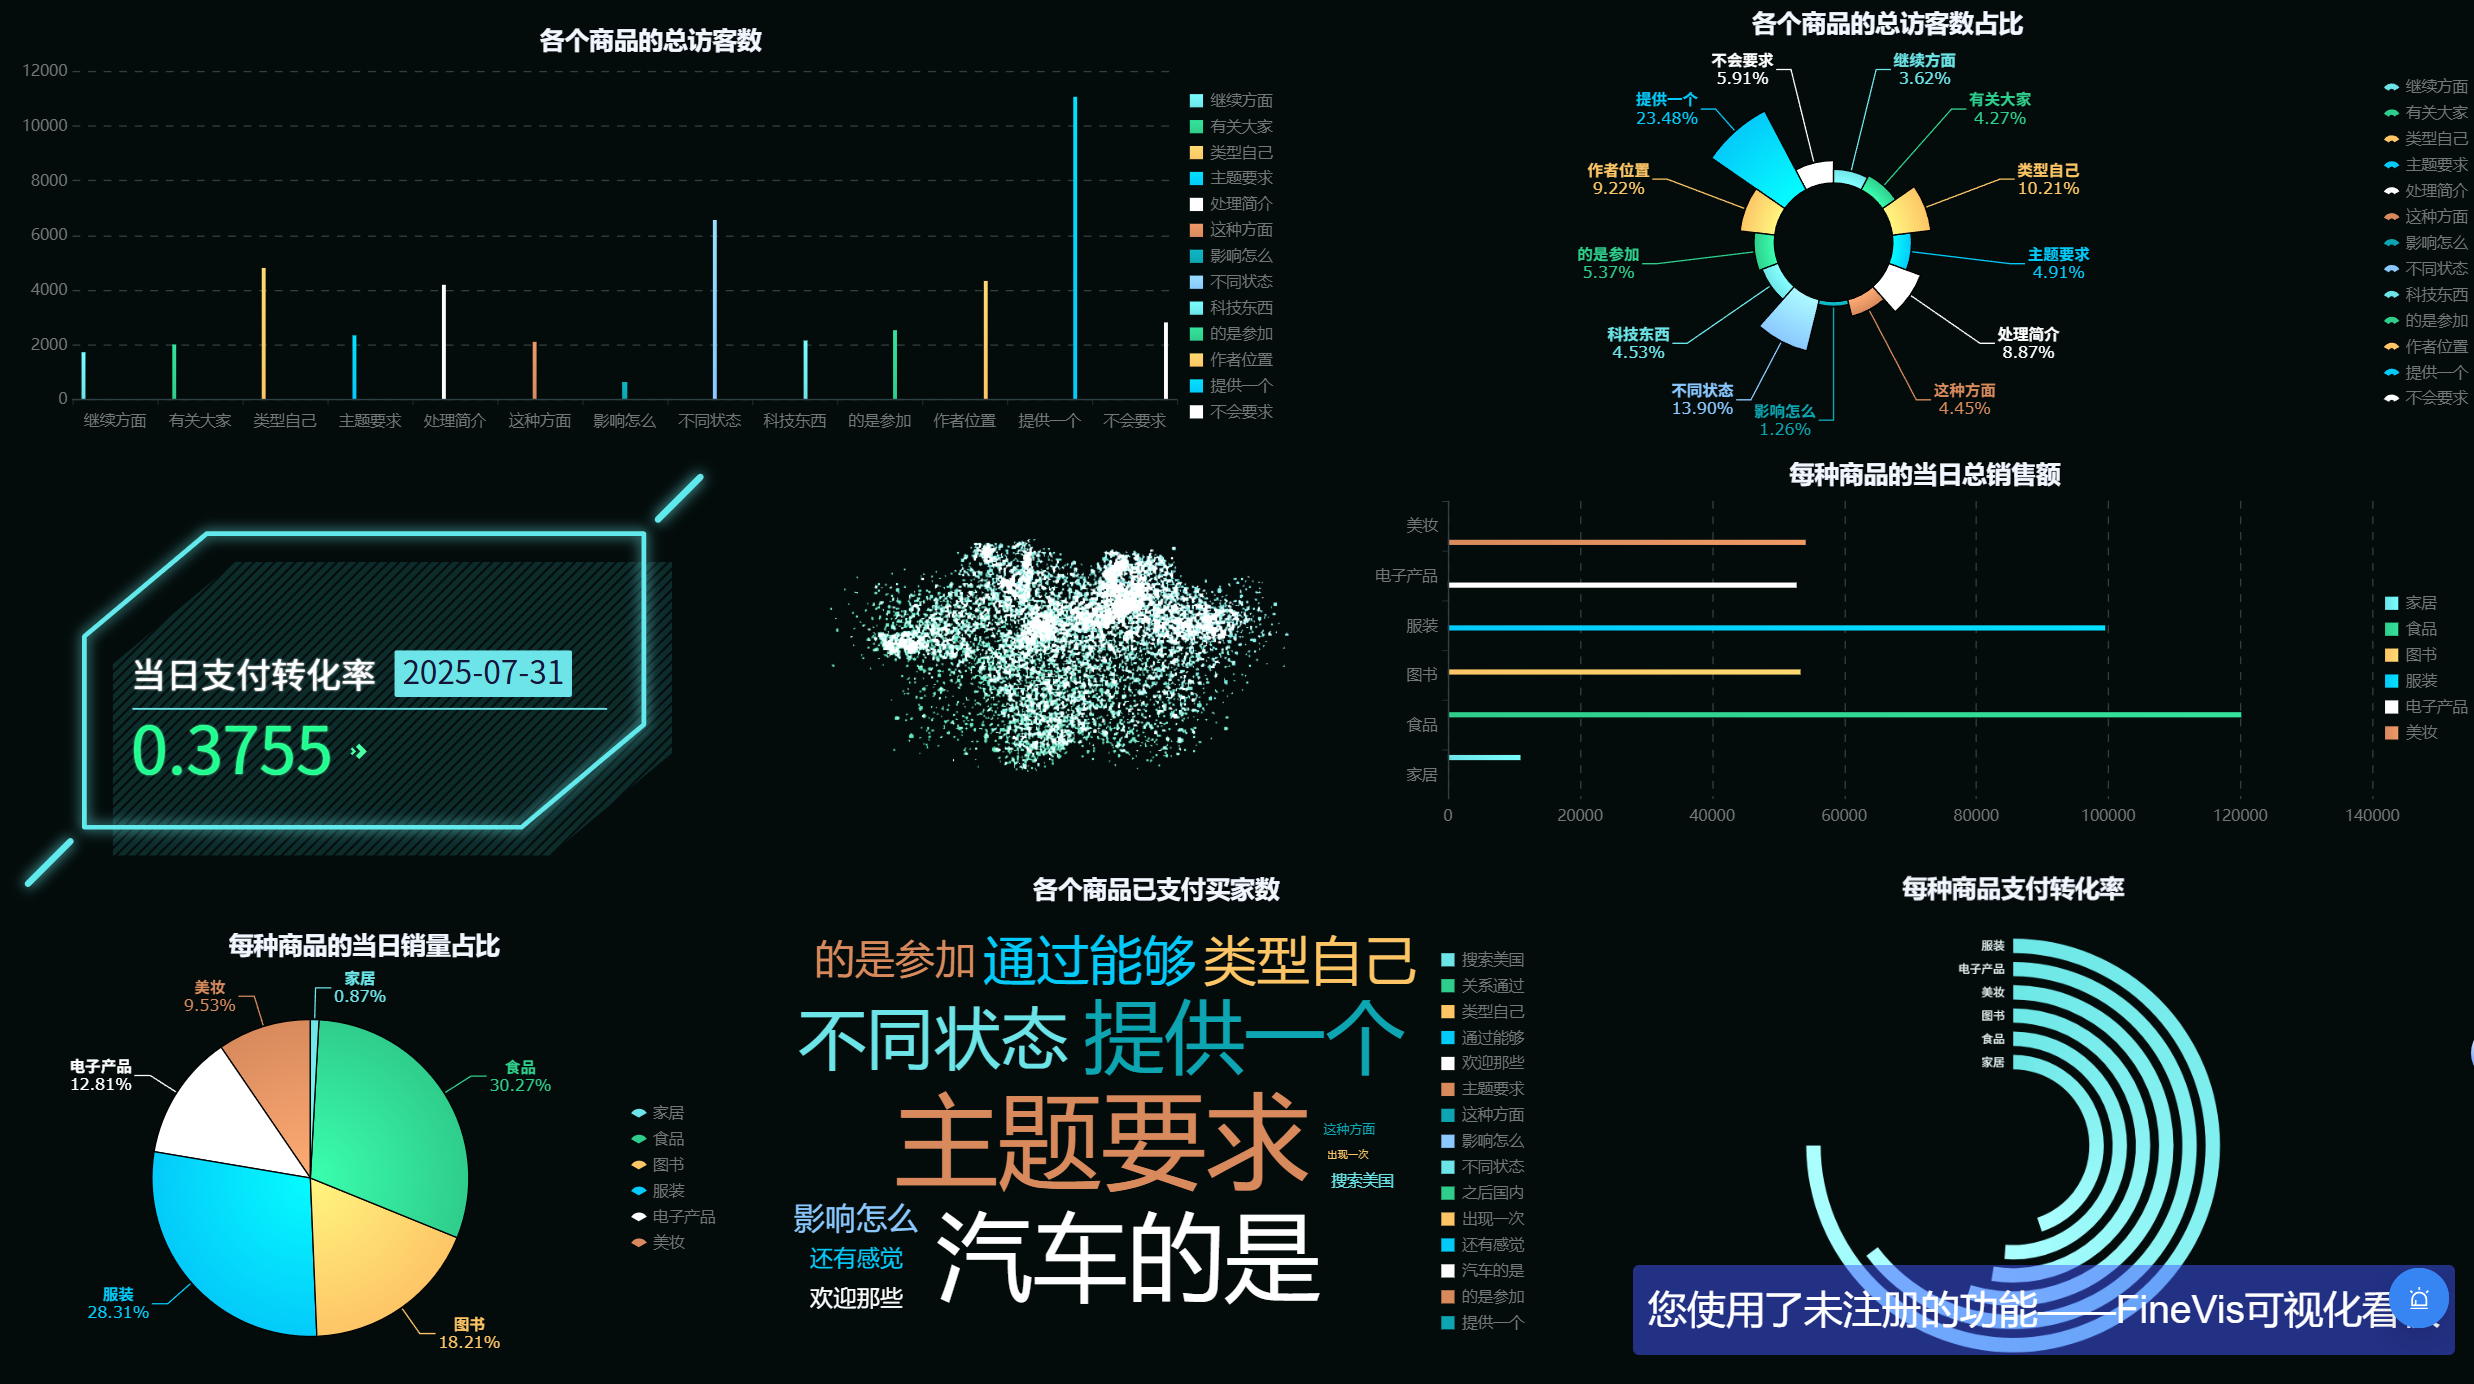 各个商品的总访客数
12000
10000
8000
6000
4000
2000
0
继续方面
有关大家
类型自己
主题要求
处理简介
这种方面
影响怎么
不同状态
科技东西
的是参加
作者位置
提供一个
不会要求
继续方面
有关大家
类型自己
主题要求
处理简介
这种方面
影响怎么
不同状态
科技东西
的是参加
作者位置
提供一个
不会要求
各个商品的总访客数占比
不会要求
5.91%
继续方面
3.62%
提供一个
23.48%
有关大家
4.27%
作者位置
9.22%
类型自己
10.21%
的是参加
5.37%
主题要求
4.91%
科技东西
4.53%
处理简介
8.87%
不同状态
13.90%
影响怎么
1.26%
这种方面
4.45%
继续方面
有关大家
类型自己
主题要求
处理简介
这种方面
影响怎么
不同状态
科技东西
的是参加
作者位置
提供一个
不会要求
当日支付转化率 2025-07-31
0.3755
每种商品的当日总销售额
美妆
电子产品
服装
图书
食品
家居
0
20000
40000
60000
80000
100000
120000
140000
家居
食品
图书
服装
电子产品
美妆
每种商品的当日销量占比
家居
0.87%
美妆
9.53%
电子产品
12.81%
食品
30.27%
服装
28.31%
图书
18.21%
家居
食品
图书
服装
电子产品
美妆
各个商品已支付买家数
的是参加
通过能够
类型自己
不同状态
提供一个
主题要求
这种方面
出现一次
搜索美国
影响怎么
还有感觉
欢迎那些
汽车的是
搜索美国
关系通过
类型自己
通过能够
欢迎那些
主题要求
这种方面
影响怎么
不同状态
之后国内
出现一次
还有感觉
汽车的是
的是参加
提供一个
每种商品支付转化率
服装
电子产品
美妆
图书
食品
家居
您使用了未注册的功能——FineVis可视化看